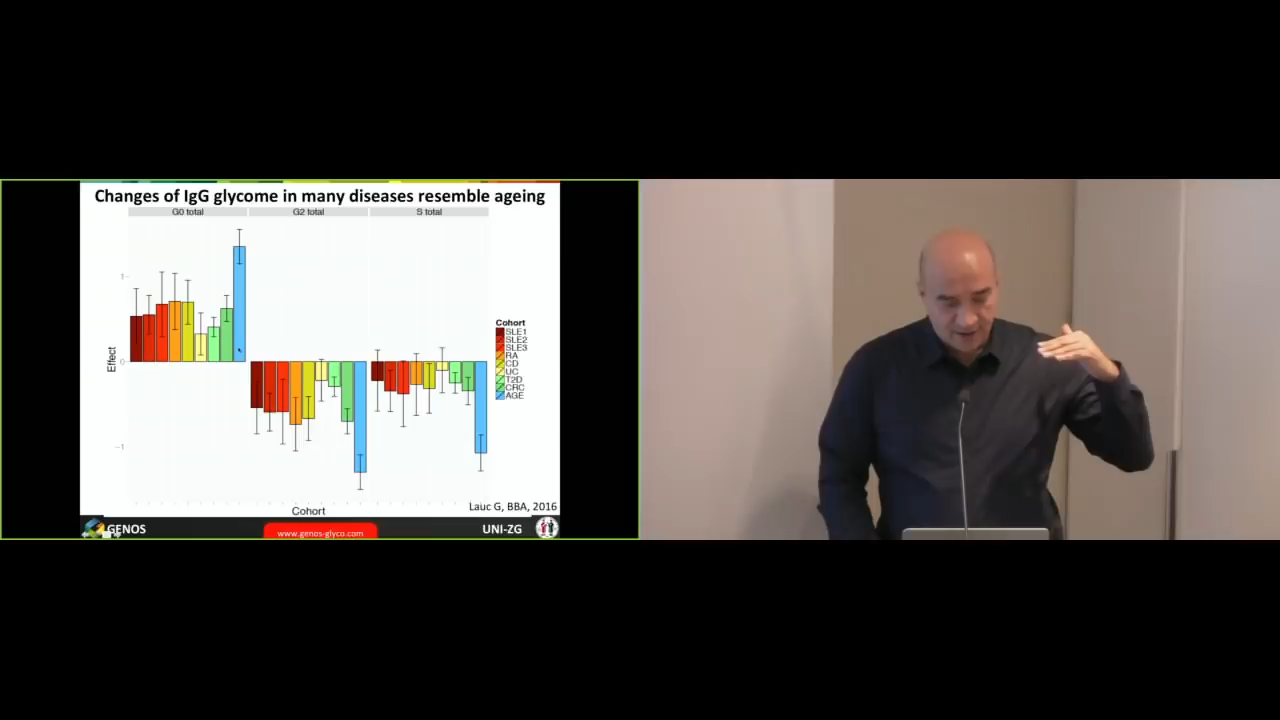 Changes of IgG glycome in many diseases resemble ageing
G0 total
G2 total
S total
1
0
−1
Effect
Cohort
Cohort
SLE1
SLE2
SLE3
RA
CD
UC
T2D
CRC
AGE
Lauc G, BBA, 2016
GENOS
www.genos-glyco.com
UNI-ZG